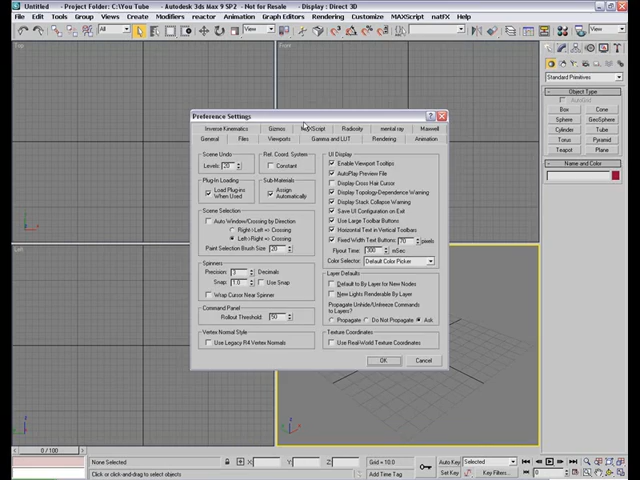 Untitled - Project Folder: C:\You Tube - Autodesk 3ds Max 9 SP2 - Not for Resale - Display : Direct 3D
File Edit Tools Group Views Create Modifiers reactor Animation Graph Editors Rendering Customize MAXScript natFX Help
All View View
Top Front
Left
Standard Primitives
Object Type
AutoGrid
Box Cone
Sphere GeoSphere
Cylinder Tube
Torus Pyramid
Teapot Plane
Name and Color
Preference Settings
Inverse Kinematics Gizmos MAXScript Radiosity mental ray Maxwell
General Files Viewports Gamma and LUT Rendering Animation
Scene Undo
Levels: 20
Ref. Coord. System
Constant
Plug-In Loading
Load Plug-ins When Used
Sub-Materials
Assign Automatically
Scene Selection
Auto Window/Crossing by Direction
Right->Left => Crossing
Left->Right => Crossing
Paint Selection Brush Size 20
Spinners
Precision: 3 Decimals
Snap: 1.0 Use Snap
Wrap Cursor Near Spinner
Command Panel
Rollout Threshold: 50
Vertex Normal Style
Use Legacy R4 Vertex Normals
UI Display
Enable Viewport Tooltips
AutoPlay Preview File
Display Cross Hair Cursor
Display Topology-Dependence Warning
Display Stack Collapse Warning
Save UI Configuration on Exit
Use Large Toolbar Buttons
Horizontal Text in Vertical Toolbars
Fixed Width Text Buttons: 70 pixels
Flyout Time: 300 mSec
Color Selector: Default Color Picker
Layer Defaults
Default to By Layer for New Nodes
New Lights Renderable By Layer
Propagate Unhide/Unfreeze Commands to Layers?
Propagate Do Not Propagate Ask
Texture Coordinates
Use Real-World Texture Coordinates
OK Cancel
0 / 100
None Selected X: Y: Z: Grid = 10.0 Auto Key Selected
Click or click-and-drag to select objects Add Time Tag Set Key Key Filters... 0